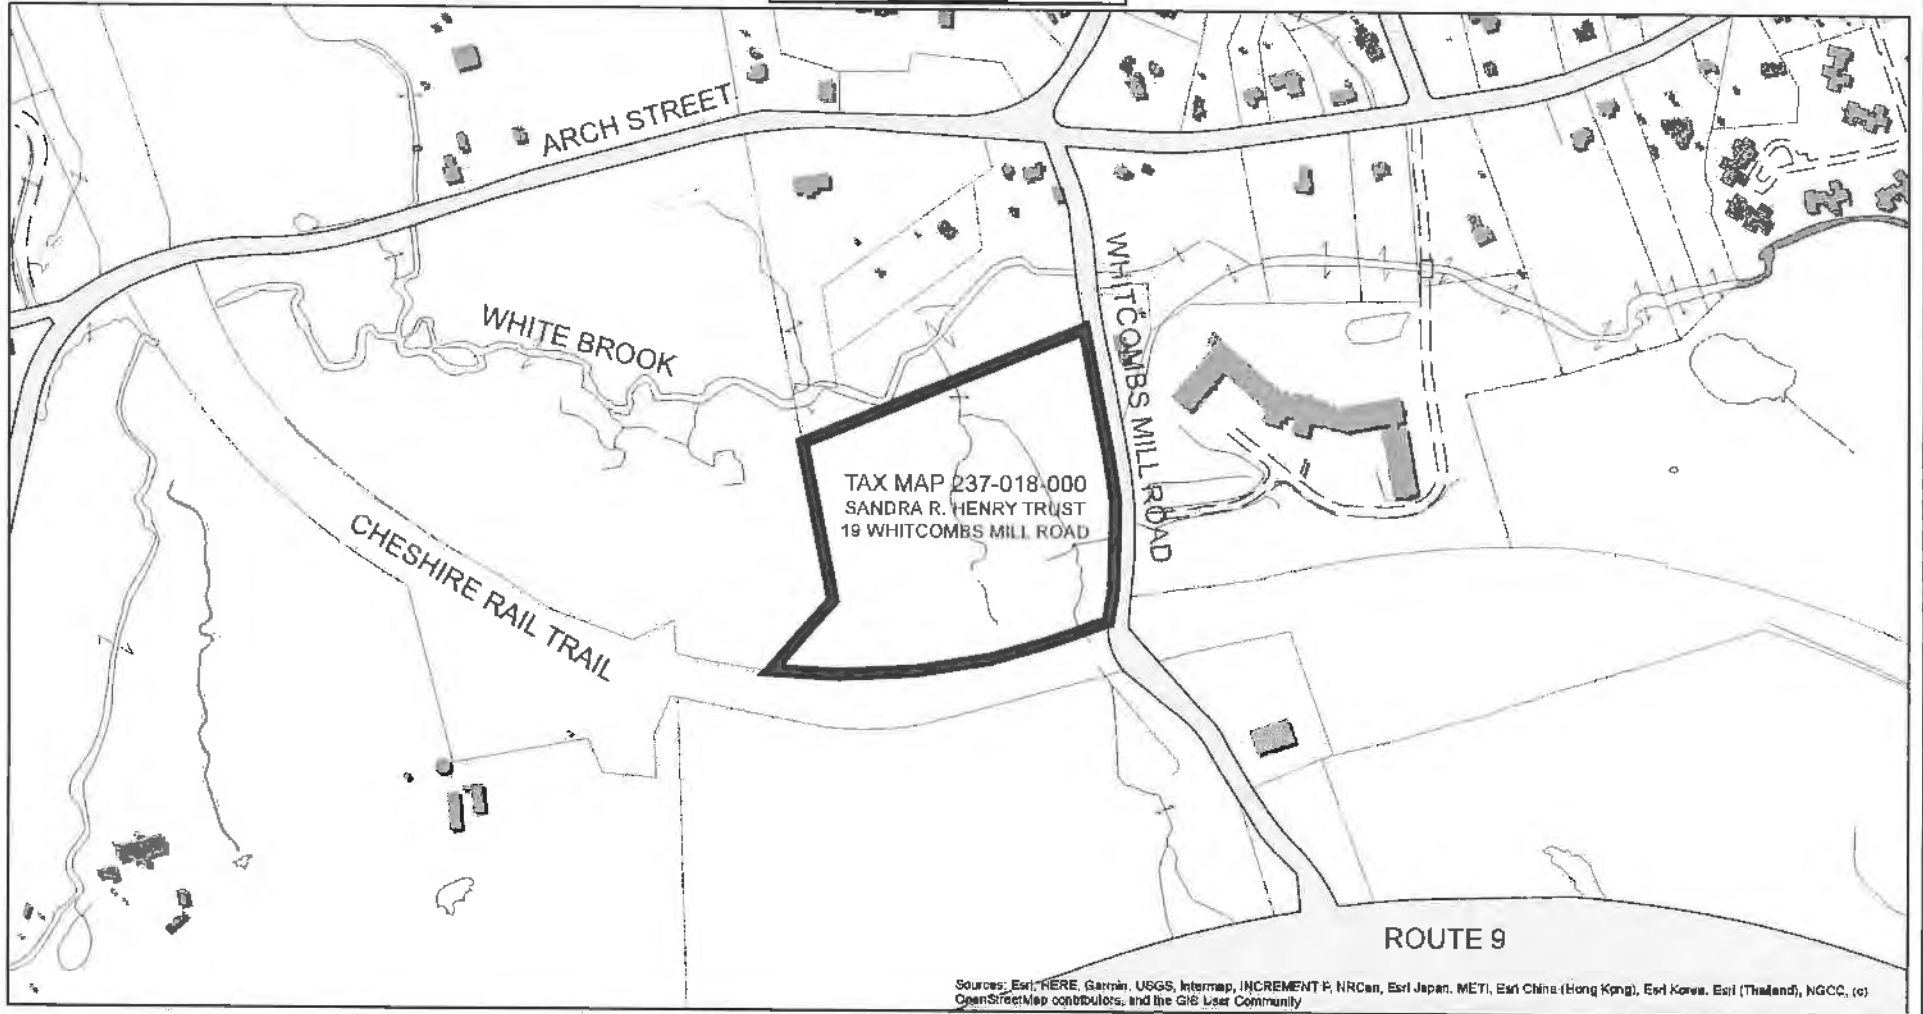 ARCH STREET
WHITE BROOK
WHITCOMBS MILL ROAD
TAX MAP 237-018-000
SANDRA R. HENRY TRUST
19 WHITCOMBS MILL ROAD
CHESHIRE RAIL TRAIL
ROUTE 9
Sources: Esri, HERE, Garmin, USGS, Intermap, INCREMENT P, NRCan, Esri Japan, METI, Esri China (Hong Kong), Esri Korea, Esri (Thailand), NGCC, (c)
OpenStreetMap contributors, and the GIS User Community